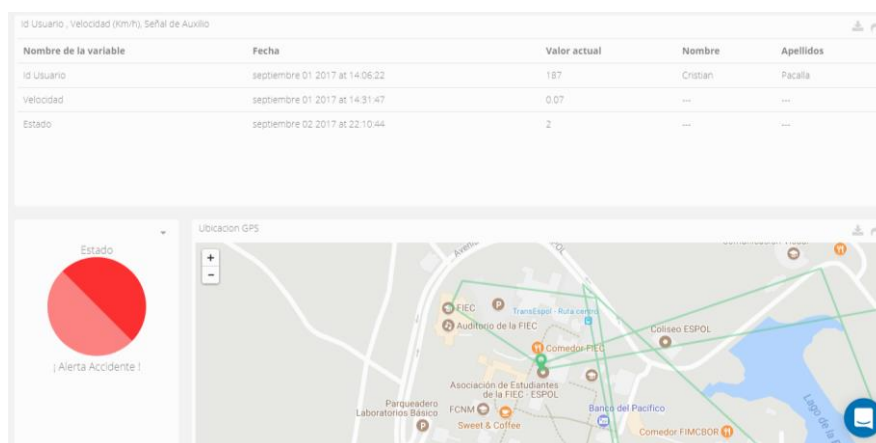 Id Usuario , Velocidad (Km/h), Señal de Auxilio
Nombre de la variable Fecha Valor actual Nombre Apellidos
Id Usuario septiembre 01 2017 at 14:06:22 187 Cristian Pacalla
Velocidad septiembre 01 2017 at 14:31:47 0.07 --- ---
Estado septiembre 02 2017 at 22:10:44 2 --- ---
Estado
¡ Alerta Accidente !
Ubicacion GPS
+
-
FIEC
P
TransEspol - Ruta centro
Auditorio de la FIEC
Coliseo ESPOL
Comedor FIEC
Asociación de Estudiantes
de la FIEC - ESPOL
Parqueadero
Laboratorios Básico
P
FCNM
Sweet & Coffee
Banco del Pacífico
Comedor FIMCBOR
Lago de la